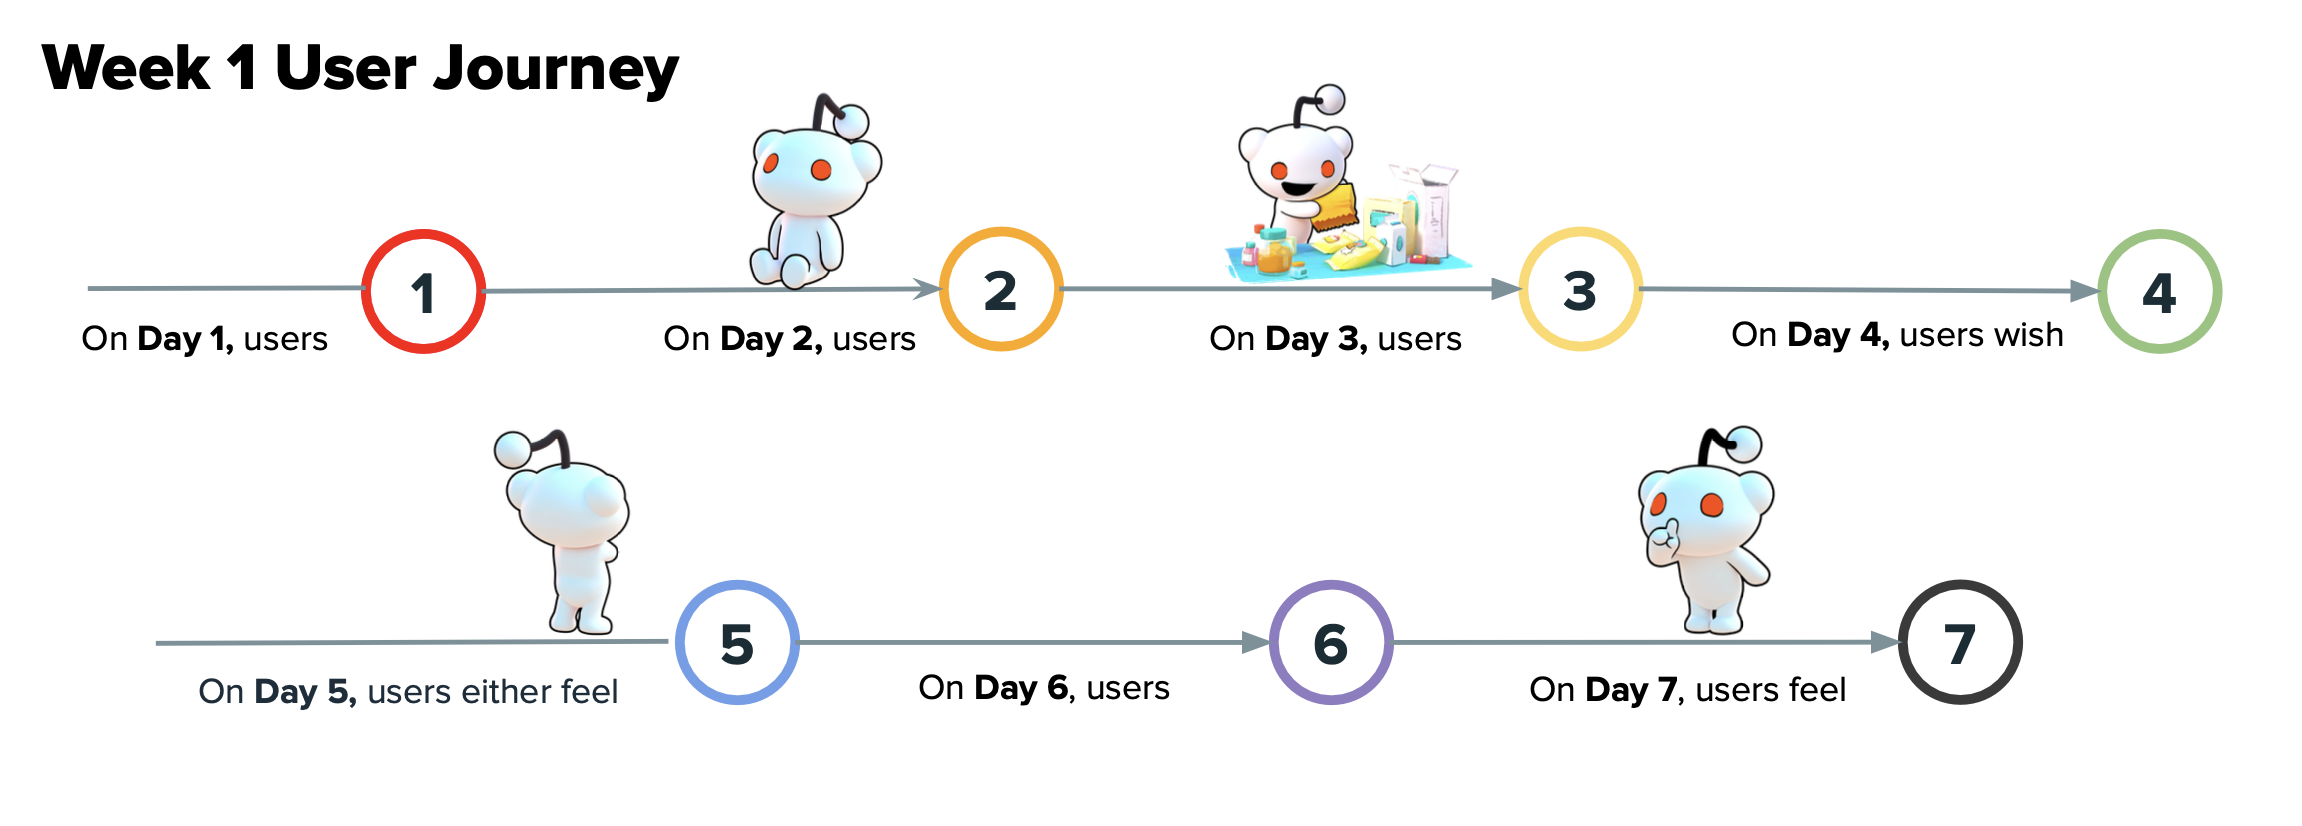 Week 1 User Journey
1
2
3
4
On Day 1, users
On Day 2, users
On Day 3, users
On Day 4, users wish
5
6
7
On Day 5, users either feel
On Day 6, users
On Day 7, users feel